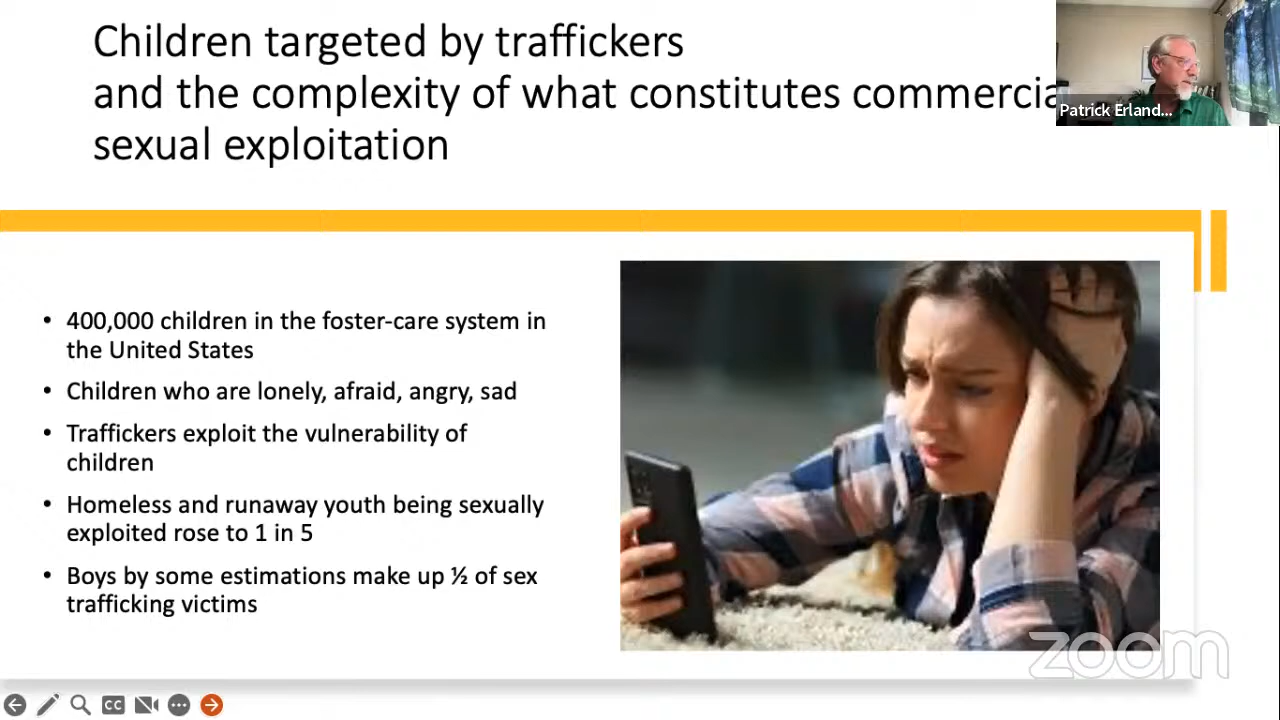 Children targeted by traffickers
and the complexity of what constitutes commercia
sexual exploitation
Patrick Erland...
• 400,000 children in the foster-care system in
the United States
• Children who are lonely, afraid, angry, sad
• Traffickers exploit the vulnerability of
children
• Homeless and runaway youth being sexually
exploited rose to 1 in 5
• Boys by some estimations make up ½ of sex
trafficking victims
zoom
CC